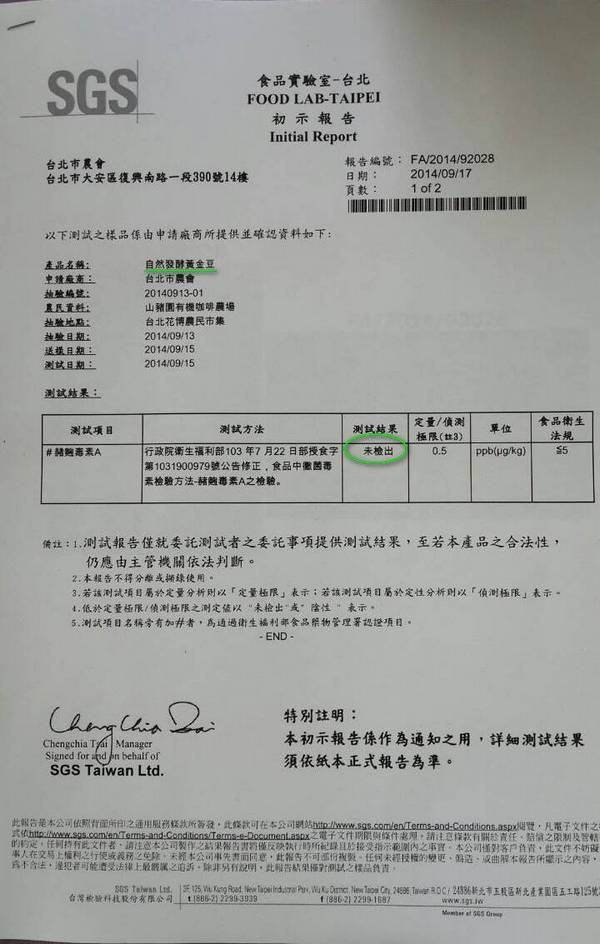 SGS
食品實驗室-台北
FOOD LAB-TAIPEI
初示報告
Initial Report
台北市農會
台北市大安區復興南路一段390號14樓
報告編號： FA/2014/92028
日期： 2014/09/17
頁數： 1 of 2
以下測試之樣品係由申請廠商所提供並確認資料如下:
產品名稱: 自然發酵黃金豆
申請廠商： 台北市農會
抽驗編號: 20140913-01
農民資料: 山豬園有機咖啡農場
抽驗地點: 台北花博農民市集
抽驗日期: 2014/09/13
送樣日期： 2014/09/15
測試日期： 2014/09/15
測試結果：
測試項目 測試方法 測試結果 定量/偵測極限(註3) 單位 食品衛生法規
#赭麴毒素A 行政院衛生福利部103 年7 月22 日部授食字第1031900979號公告修正，食品中黴菌毒素檢驗方法-赭麴毒素A之檢驗。 未檢出 0.5 ppb(μg/kg) ≦5
備註：1.測試報告僅就委託測試者之委託事項提供測試結果，至若本產品之合法性，
仍應由主管機關依法判斷。
2.本報告不得分離或擷錄使用。
3.若該測試項目屬於定量分析則以「定量極限」表示；若該測試項目屬於定性分析則以「偵測極限」表示。
4.低於定量極限/偵測極限之測定值以 "未檢出"或" 陰性 " 表示。
5.測試項目名稱旁有加#者，為通過衛生福利部食品藥物管理署認證項目。
- END -
Chengchia Tsai Manager
Signed for and on behalf of
SGS Taiwan Ltd.
特別註明：
本初示報告係作為通知之用，詳細測試結果
須依紙本正式報告為準。
此報告是本公司依照背面所印之通用服務條款所簽發，此條款可在本公司網站http://www.sgs.com/en/Terms-and-Conditions.aspx閱覽，凡電子文件之
式依http://www.sgs.com/en/Terms-and-Conditions/Terms-e-Document.aspx之電子文件期限與條件處理。請注意條款有關於責任、賠償之限制及管轄
的約定。任何持有此文件者，請注意本公司製作之結果報告書將僅反映執行時所紀錄且於接受指示範圍內之事實。本公司僅對客戶負責，此文件不妨礙
事人在交易上權利之行使或義務之免除。未經本公司事先書面同意，此報告不可部份複製。任何未經授權的變更、偽造、或曲解本報告所顯示之內容，
為不合法，違犯者可能遭受法律上最嚴厲之追訴。除非另有說明，此報告結果僅對測試之樣品負責。
SGS Taiwan Ltd. 3F, 125, Wu Kung Road, New Taipei Industrial Park, Wu Ku District, New Taipei City, 24886, Taiwan R.O.C / 24886新北市五股區新北產業園區五工路125號
台灣檢驗科技股份有限公司 t (886-2) 2299-3939 f (886-2) 2299-1687 www.sgs.tw
Member of SGS Group